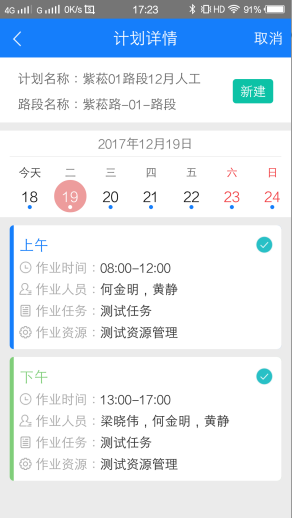 4G G 0K/s 17:23 HD 91%
计划详情 取消
计划名称：紫菘01路段12月人工
路段名称：紫菘路-01-路段
新建
2017年12月19日
今天 二 三 四 五 六 日
18 19 20 21 22 23 24
上午
作业时间：08:00-12:00
作业人员：何金明，黄静
作业任务：测试任务
作业资源：测试资源管理
下午
作业时间：13:00-17:00
作业人员：梁晓伟，何金明，黄静
作业任务：测试任务
作业资源：测试资源管理